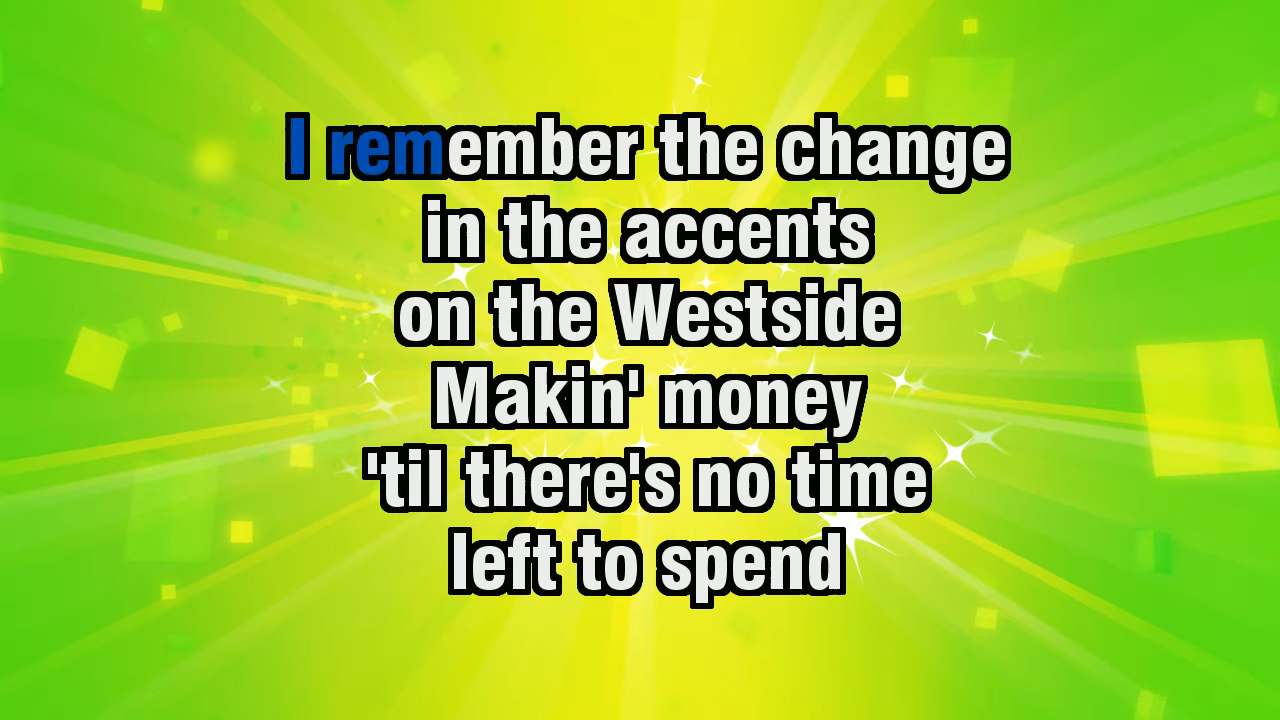 I remember the change
in the accents
on the Westside
Makin' money
'til there's no time
left to spend